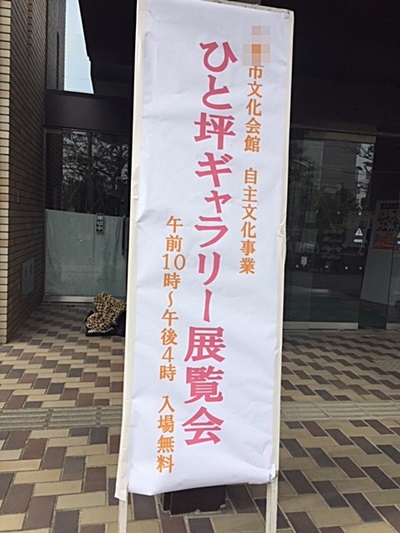 市文化会館 自主文化事業
ひと坪ギャラリー展覧会
午前10時～午後4時 入場無料